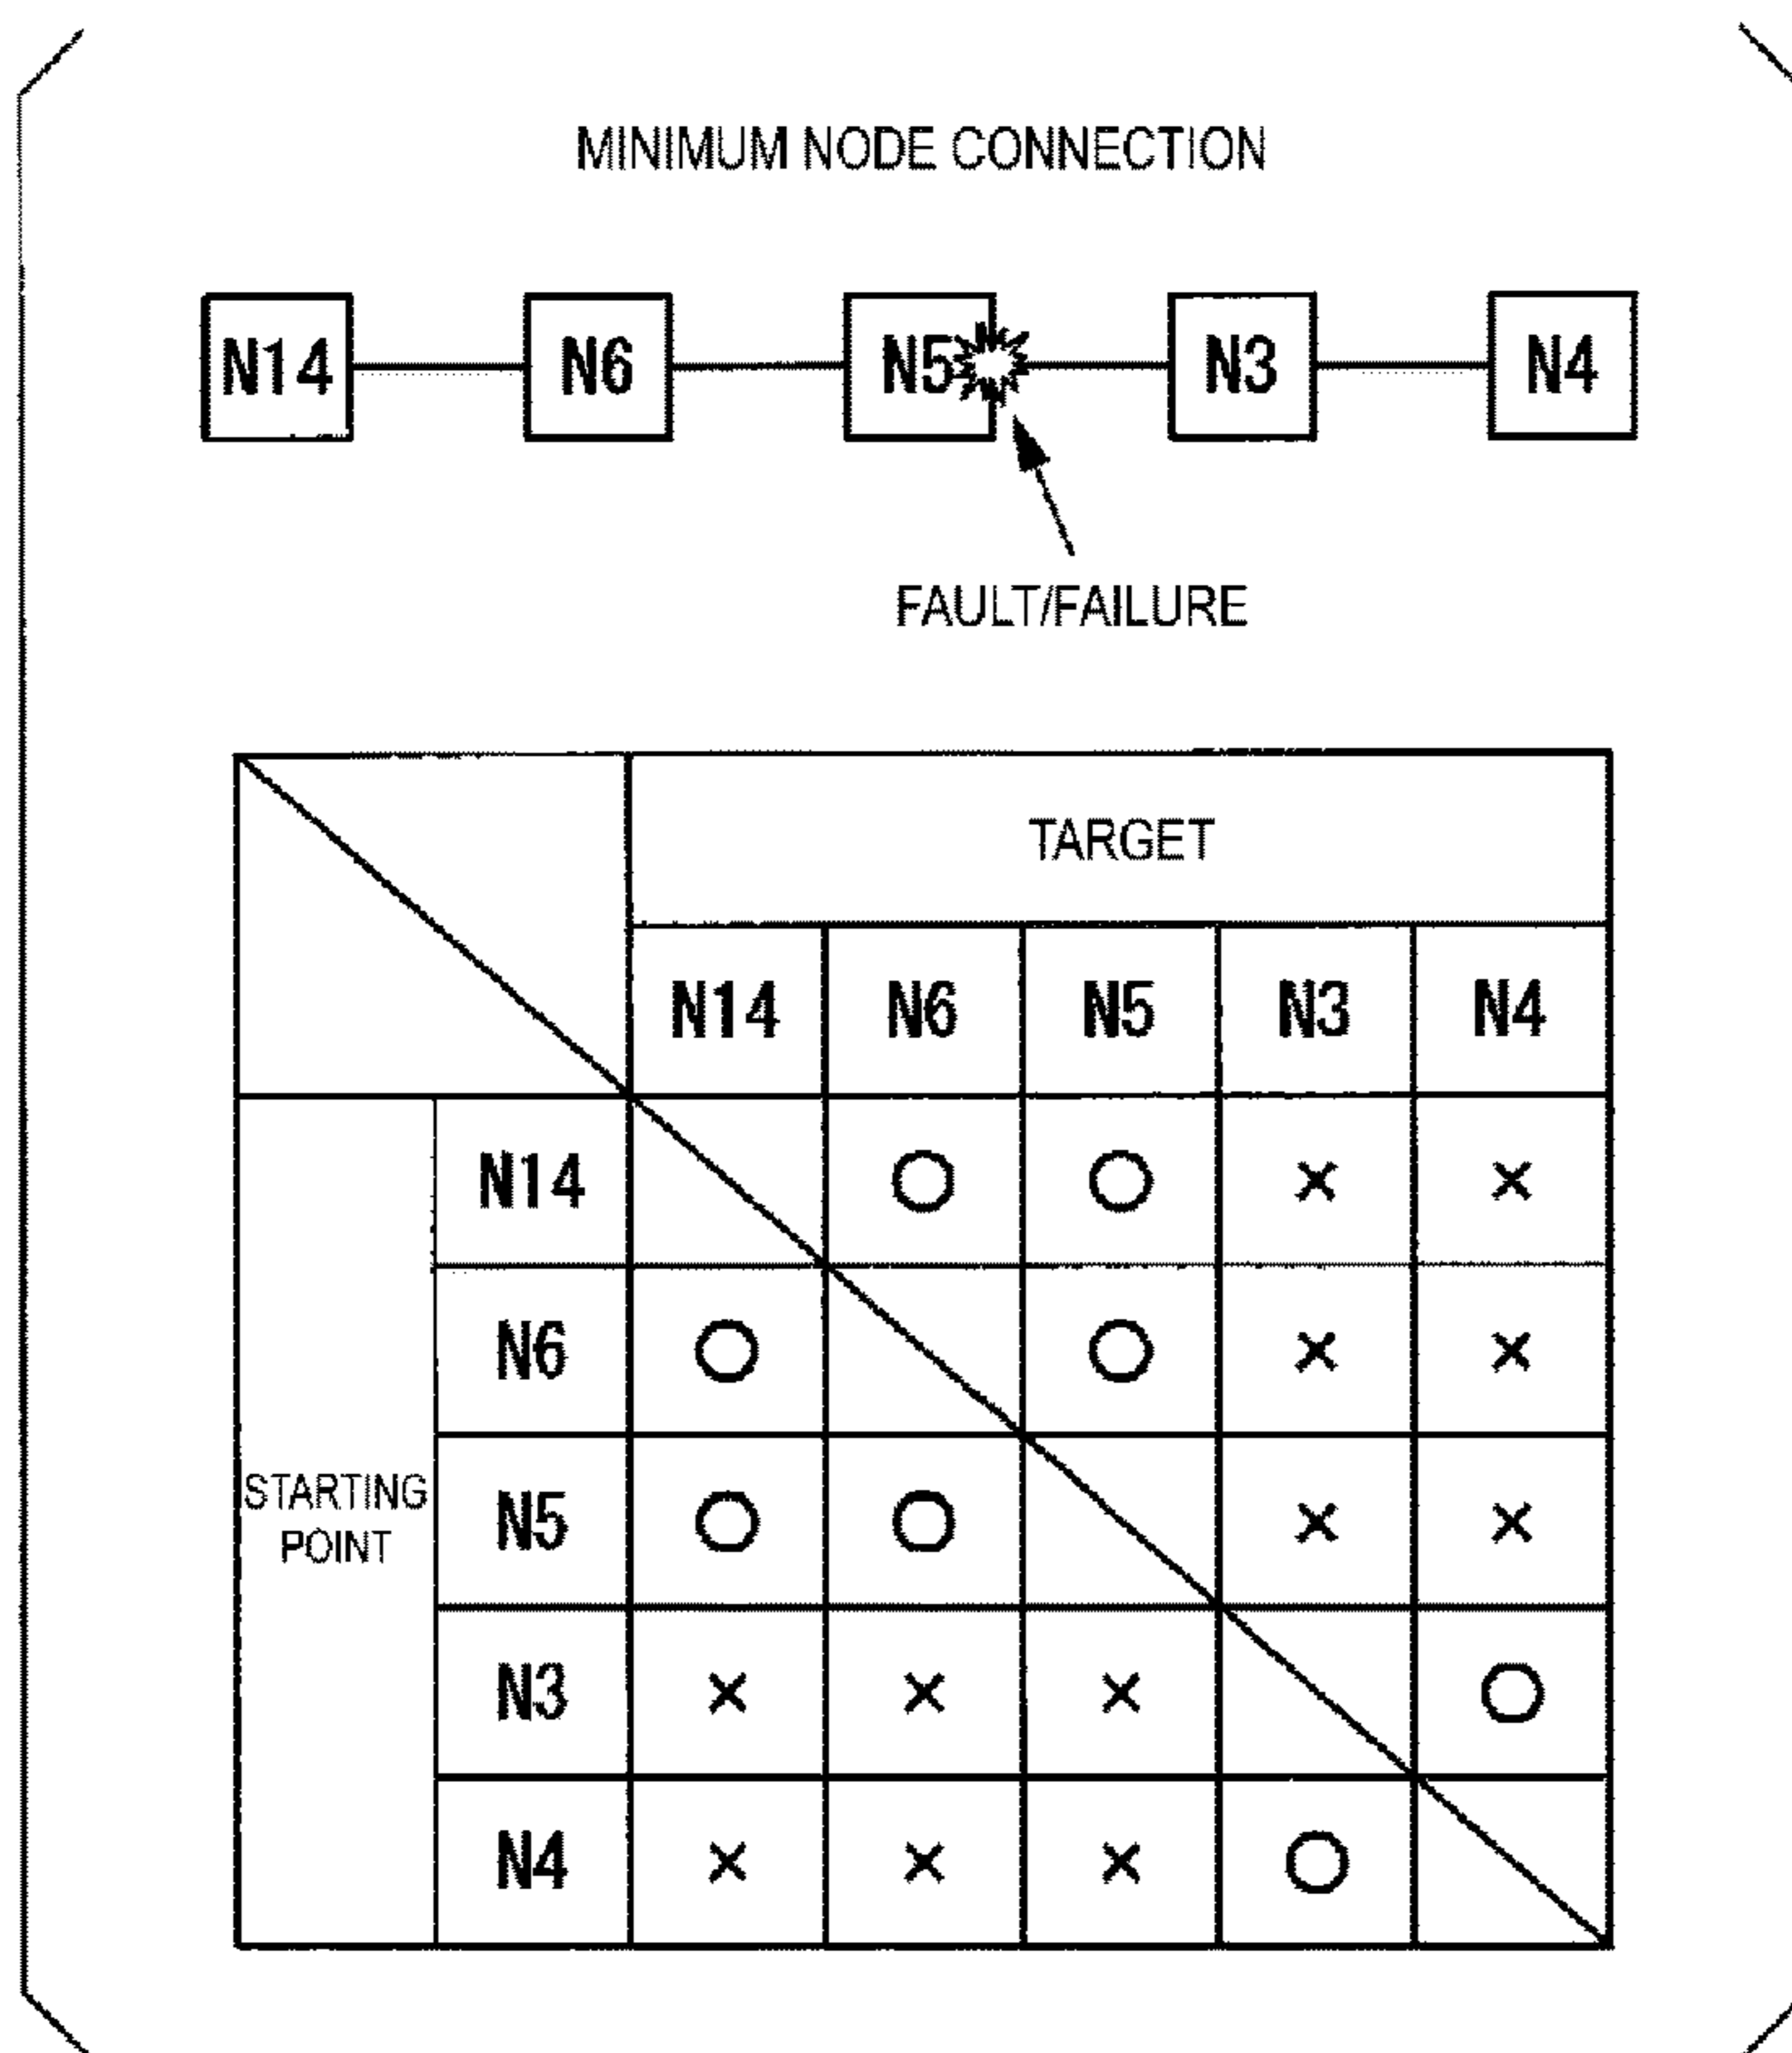 MINIMUM NODE CONNECTION
N14 N6 N5 N3 N4
FAULT/FAILURE
TARGET
N14 N6 N5 N3 N4
N14 ○ ○ × ×
N6 ○ ○ × ×
STARTING
POINT
N5 ○ ○ × ×
N3 × × × ○
N4 × × × ○